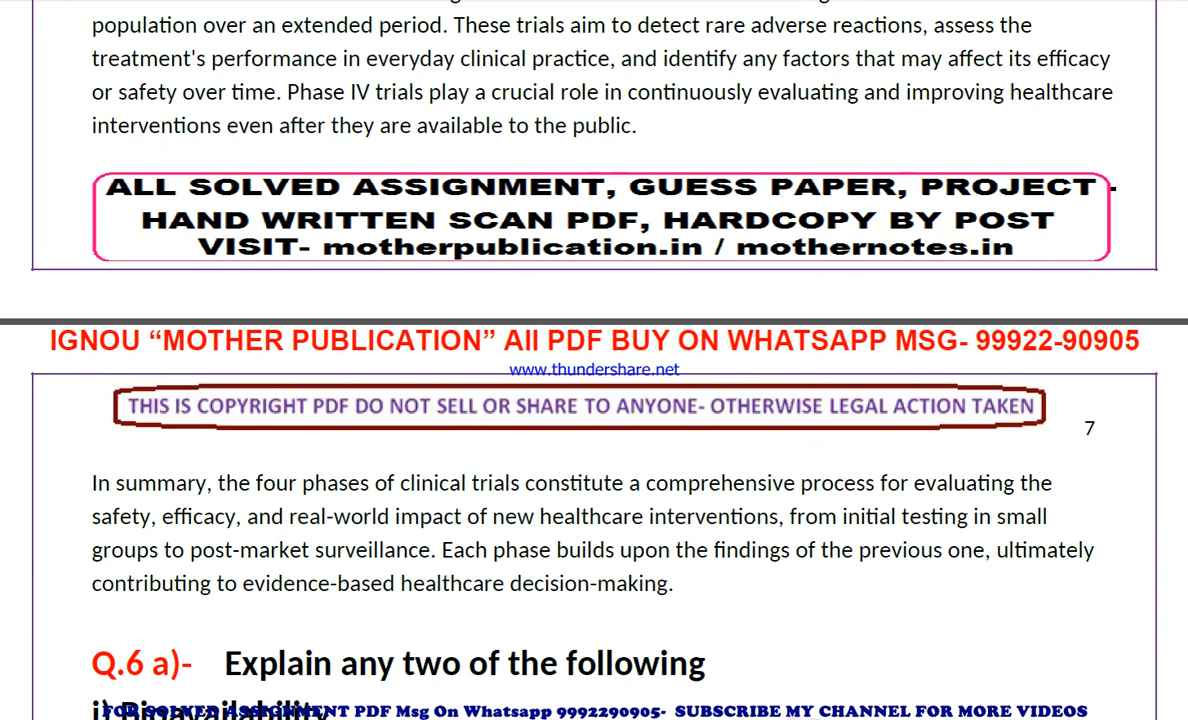 population over an extended period. These trials aim to detect rare adverse reactions, assess the
treatment's performance in everyday clinical practice, and identify any factors that may affect its efficacy
or safety over time. Phase IV trials play a crucial role in continuously evaluating and improving healthcare
interventions even after they are available to the public.
ALL SOLVED ASSIGNMENT, GUESS PAPER, PROJECT -
HAND WRITTEN SCAN PDF, HARDCOPY BY POST
VISIT- motherpublication.in / mothernotes.in
IGNOU “MOTHER PUBLICATION” All PDF BUY ON WHATSAPP MSG- 99922-90905
www.thundershare.net
THIS IS COPYRIGHT PDF DO NOT SELL OR SHARE TO ANYONE- OTHERWISE LEGAL ACTION TAKEN
7
In summary, the four phases of clinical trials constitute a comprehensive process for evaluating the
safety, efficacy, and real-world impact of new healthcare interventions, from initial testing in small
groups to post-market surveillance. Each phase builds upon the findings of the previous one, ultimately
contributing to evidence-based healthcare decision-making.
Q.6 a)- Explain any two of the following
i) Bioavailability
FOR SOLVED ASSIGNMENT PDF Msg On Whatsapp 9992290905- SUBSCRIBE MY CHANNEL FOR MORE VIDEOS